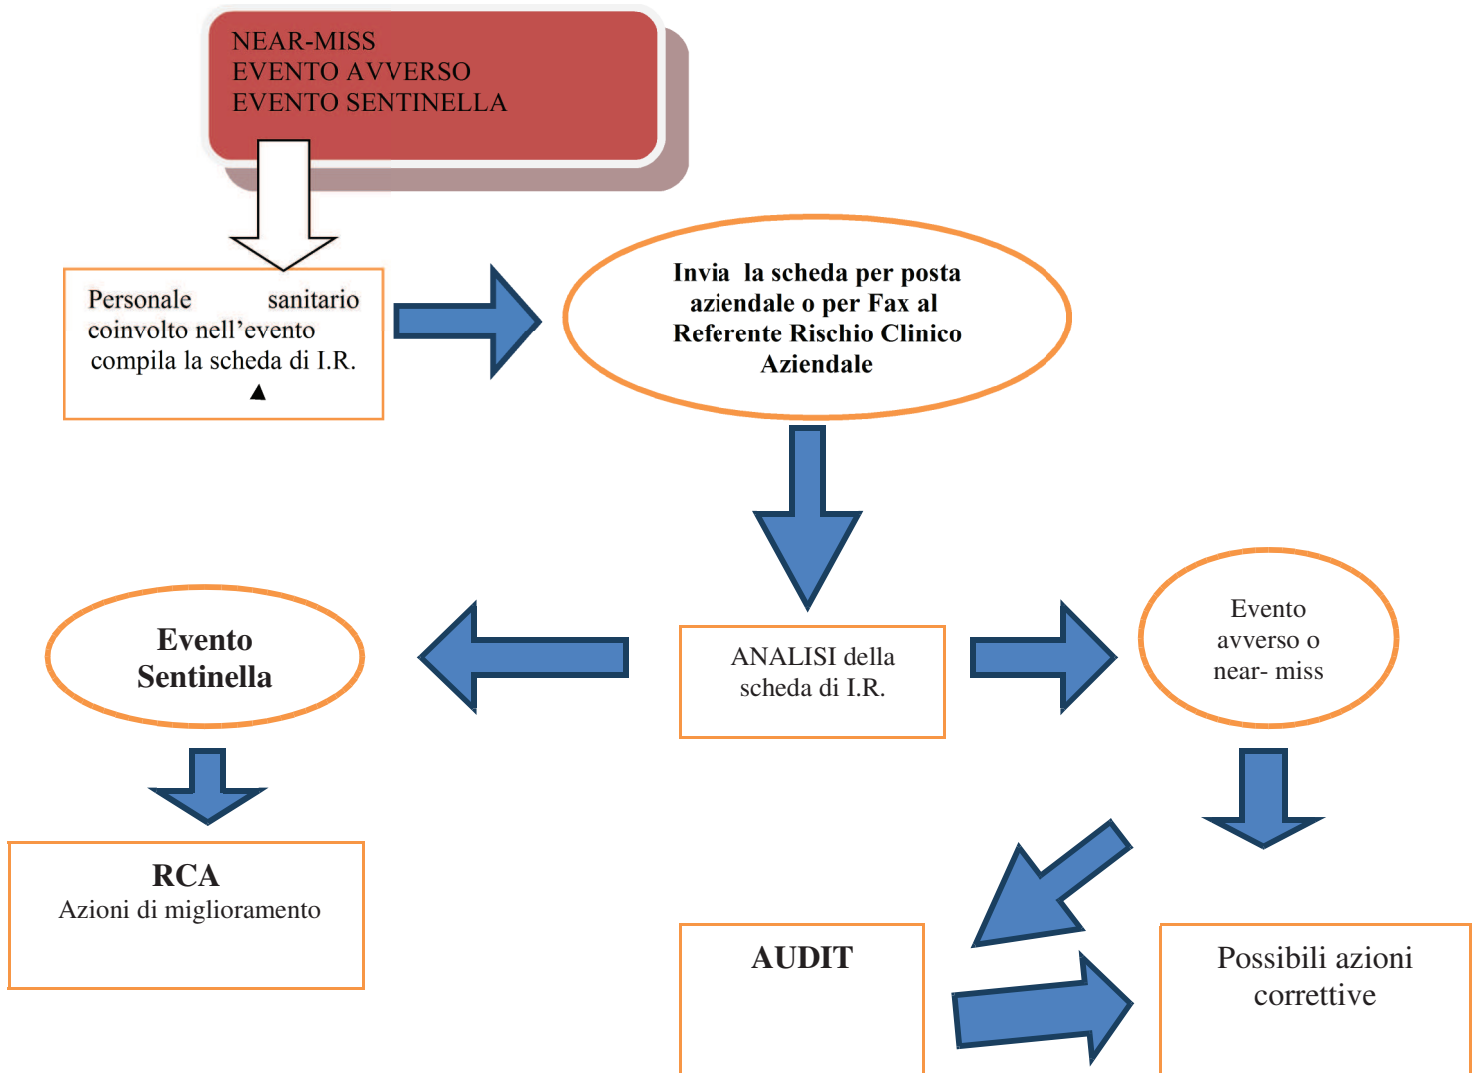 NEAR-MISS
EVENTO AVVERSO
EVENTO SENTINELLA
Personale sanitario
coinvolto nell’evento
compila la scheda di I.R.
Invia la scheda per posta
aziendale o per Fax al
Referente Rischio Clinico
Aziendale
Evento
Sentinella
ANALISI della
scheda di I.R.
Evento
avverso o
near- miss
RCA
Azioni di miglioramento
AUDIT
Possibili azioni
correttive